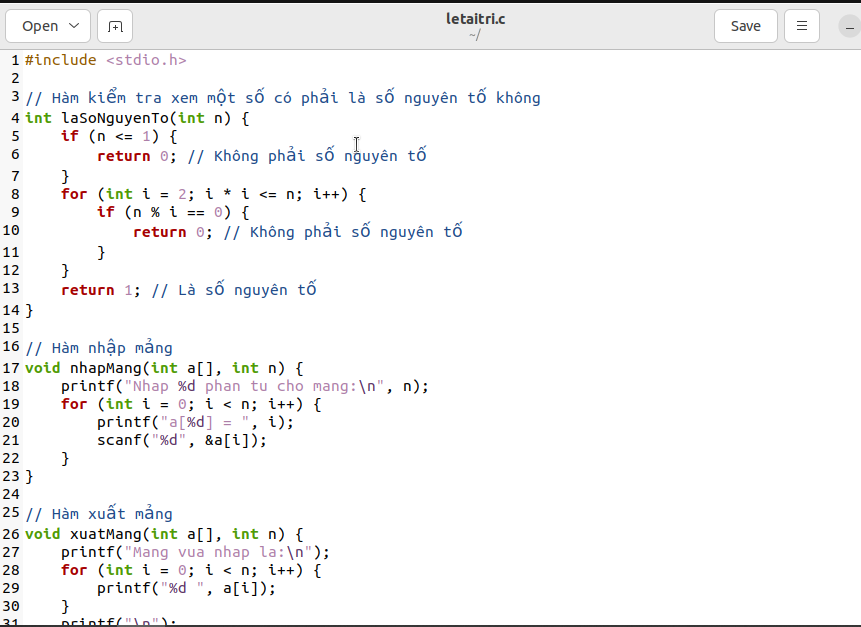 Open
letaitri.c
~/
Save
1 #include <stdio.h>
2
3 // Hàm kiểm tra xem một số có phải là số nguyên tố không
4 int laSoNguyenTo(int n) {
5     if (n <= 1) {
6         return 0; // Không phải số nguyên tố
7     }
8     for (int i = 2; i * i <= n; i++) {
9         if (n % i == 0) {
10             return 0; // Không phải số nguyên tố
11         }
12     }
13     return 1; // Là số nguyên tố
14 }
15
16 // Hàm nhập mảng
17 void nhapMang(int a[], int n) {
18     printf("Nhap %d phan tu cho mang:\n", n);
19     for (int i = 0; i < n; i++) {
20         printf("a[%d] = ", i);
21         scanf("%d", &a[i]);
22     }
23 }
24
25 // Hàm xuất mảng
26 void xuatMang(int a[], int n) {
27     printf("Mang vua nhap la:\n");
28     for (int i = 0; i < n; i++) {
29         printf("%d ", a[i]);
30     }
31     printf("\n");